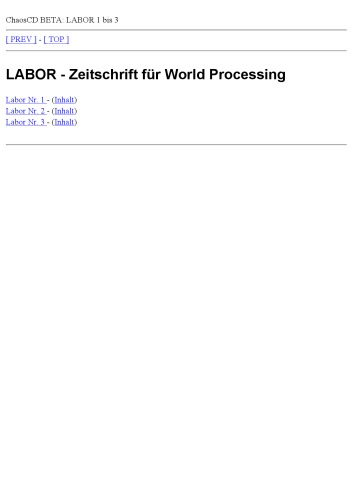 ChaosCD BETA: LABOR 1 bis 3
[ PREV ] - [ TOP ]
LABOR - Zeitschrift für World Processing
Labor Nr. 1 - (Inhalt)
Labor Nr. 2 - (Inhalt)
Labor Nr. 3 - (Inhalt)